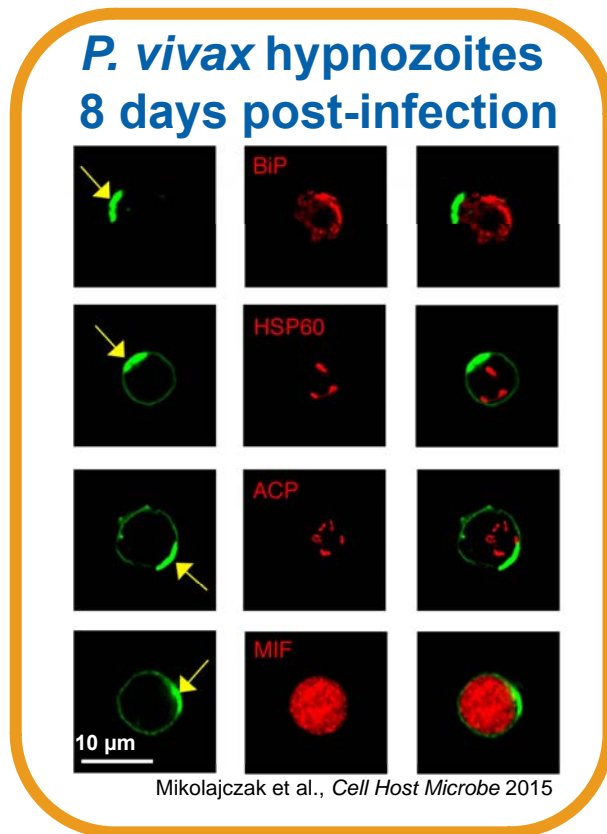 P. vivax hypnozoites
8 days post-infection
BiP
HSP60
ACP
MIF
10 µm
Mikolajczak et al., Cell Host Microbe 2015